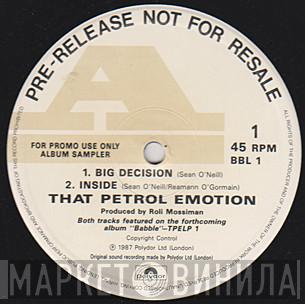 PRE-RELEASE NOT FOR RESALE
A
FOR PROMO USE ONLY
ALBUM SAMPLER
1
45 RPM
BBL 1
1. BIG DECISION (Sean O'Neill)
2. INSIDE (Sean O'Neill/Reamann O'Gormain)
THAT PETROL EMOTION
Produced by Roli Mossiman
Both tracks featured on the forthcoming
album "Babble"–TPELP 1
Copyright Control
℗ 1987 Polydor Ltd (London)
Original sound recording made by Polydor Ltd (London)
polydor